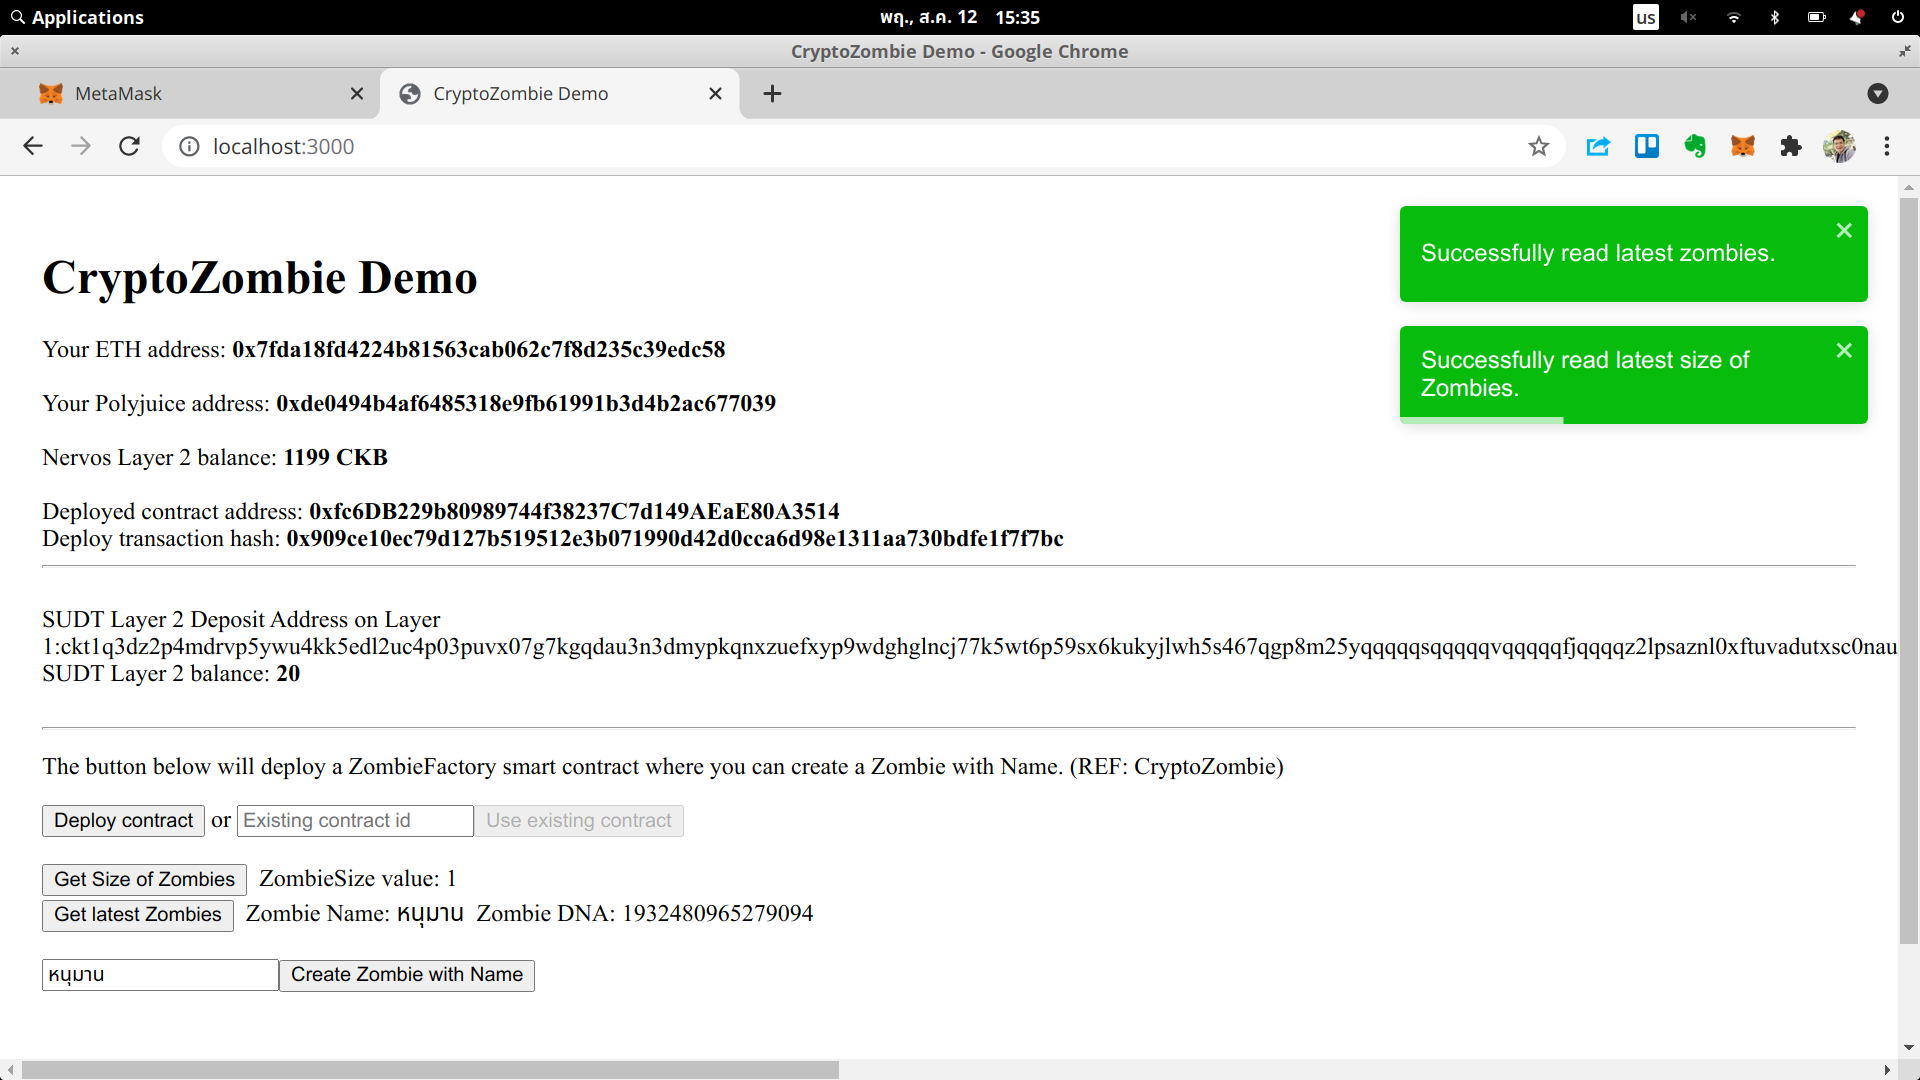 Applications
พฤ., ส.ค. 12 15:35
us
CryptoZombie Demo - Google Chrome
MetaMask
CryptoZombie Demo
localhost:3000
Successfully read latest zombies.
Successfully read latest size of
Zombies.
CryptoZombie Demo
Your ETH address: 0x7fda18fd4224b81563cab062c7f8d235c39edc58
Your Polyjuice address: 0xde0494b4af6485318e9fb61991b3d4b2ac677039
Nervos Layer 2 balance: 1199 CKB
Deployed contract address: 0xfc6DB229b80989744f38237C7d149AEaE80A3514
Deploy transaction hash: 0x909ce10ec79d127b519512e3b071990d42d0cca6d98e1311aa730bdfe1f7f7bc
SUDT Layer 2 Deposit Address on Layer
1:ckt1q3dz2p4mdrvp5ywu4kk5edl2uc4p03puvx07g7kgqdau3n3dmypkqnxzuefxyp9wdghglncj77k5wt6p59sx6kukyjlwh5s467qgp8m25yqqqqqsqqqqqvqqqqqfjqqqqz2lpsaznl0xftuvadutxsc0nau
SUDT Layer 2 balance: 20
The button below will deploy a ZombieFactory smart contract where you can create a Zombie with Name. (REF: CryptoZombie)
Deploy contract or Existing contract id Use existing contract
Get Size of Zombies ZombieSize value: 1
Get latest Zombies Zombie Name: หนุมาน Zombie DNA: 1932480965279094
หนุมาน Create Zombie with Name